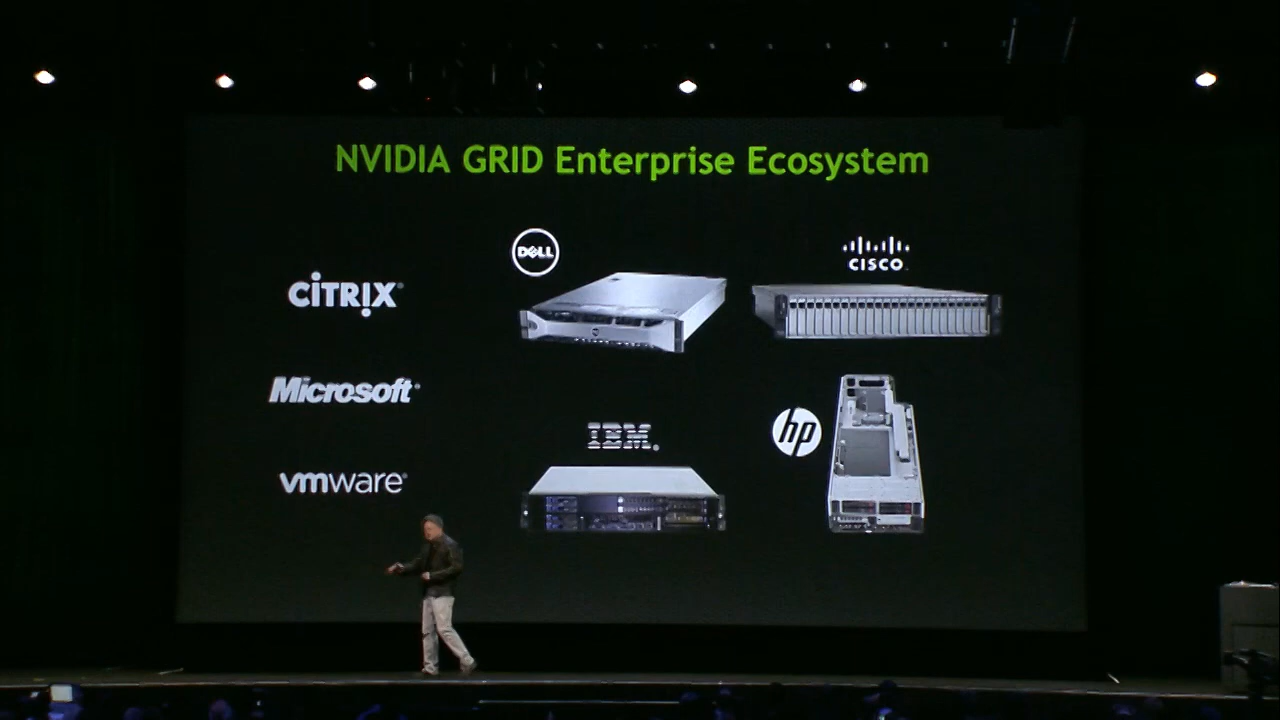 NVIDIA GRID Enterprise Ecosystem
DELL
CISCO
CiTRIX®
Microsoft®
IBM®
hp
vmware®